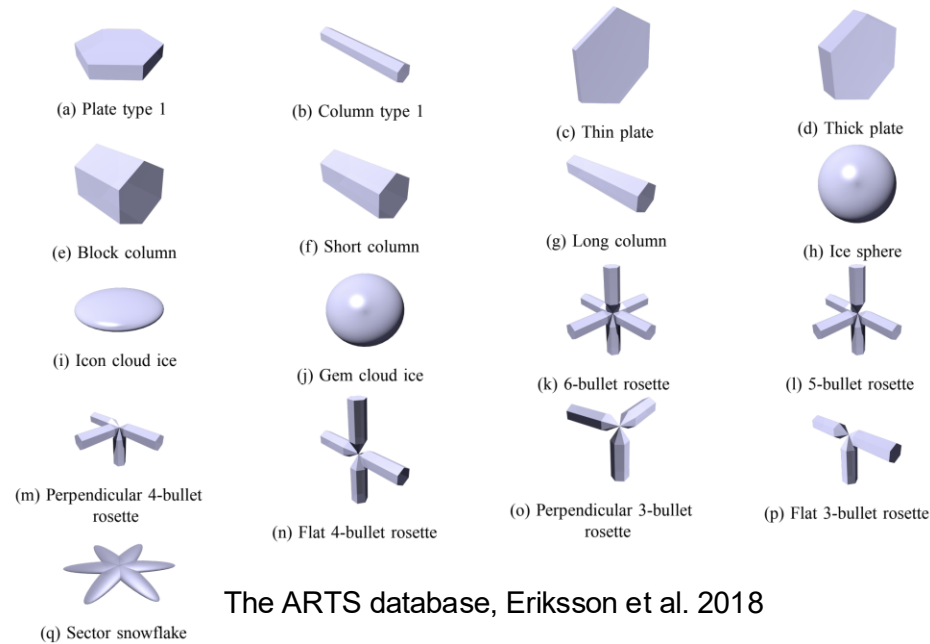 (a) Plate type 1
(b) Column type 1
(c) Thin plate
(d) Thick plate
(e) Block column
(f) Short column
(g) Long column
(h) Ice sphere
(i) Icon cloud ice
(j) Gem cloud ice
(k) 6-bullet rosette
(l) 5-bullet rosette
(m) Perpendicular 4-bullet
rosette
(n) Flat 4-bullet rosette
(o) Perpendicular 3-bullet
rosette
(p) Flat 3-bullet rosette
(q) Sector snowflake
The ARTS database, Eriksson et al. 2018